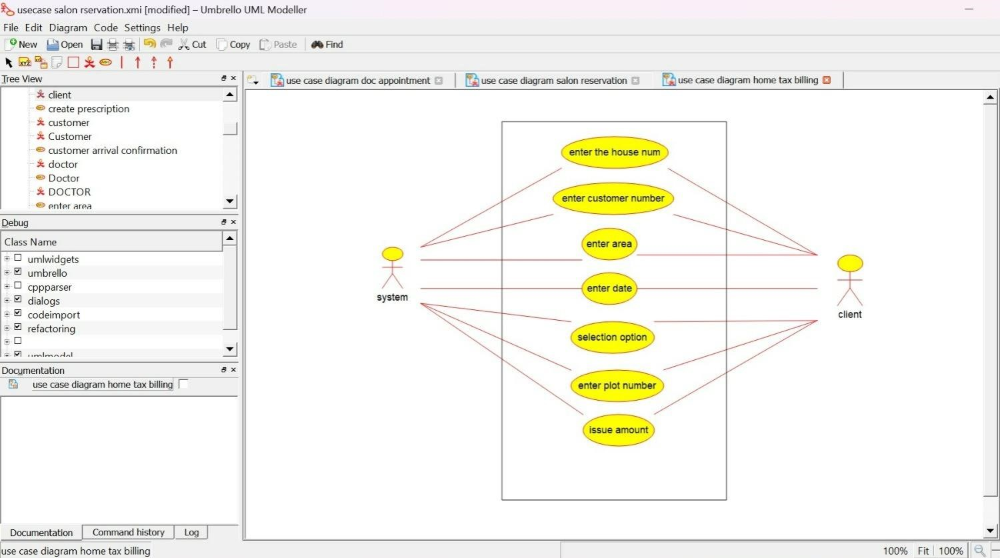 usecase salon rservation.xmi [modified] – Umbrello UML Modeller
File Edit Diagram Code Settings Help
New Open Cut Copy Paste Find
Tree View
client
create prescription
customer
Customer
customer arrival confirmation
doctor
Doctor
DOCTOR
enter area
Debug
Class Name
umlwidgets
umbrello
cppparser
dialogs
codeimport
refactoring
umlmodel
Documentation
use case diagram home tax billing
Documentation Command history Log
use case diagram home tax billing
use case diagram doc appointment use case diagram salon reservation use case diagram home tax billing
enter the house num
enter customer number
enter area
enter date
selection option
enter plot number
issue amount
system
client
100% Fit 100%